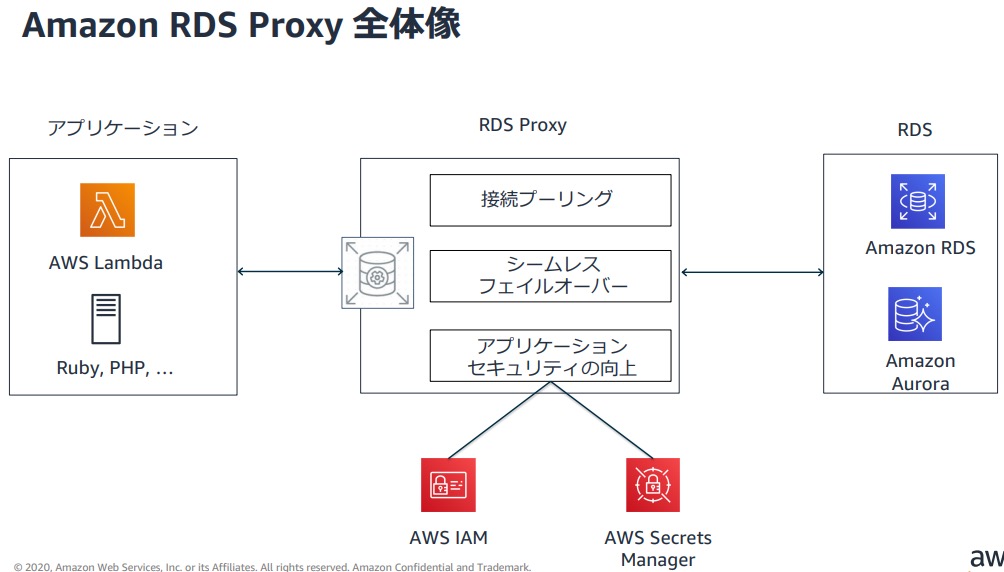 Amazon RDS Proxy 全体像
アプリケーション
RDS Proxy
RDS
AWS Lambda
Ruby, PHP, …
接続プーリング
シームレス
フェイルオーバー
アプリケーション
セキュリティの向上
Amazon RDS
Amazon
Aurora
AWS IAM
AWS Secrets
Manager
© 2020, Amazon Web Services, Inc. or its Affiliates. All rights reserved. Amazon Confidential and Trademark.
aw